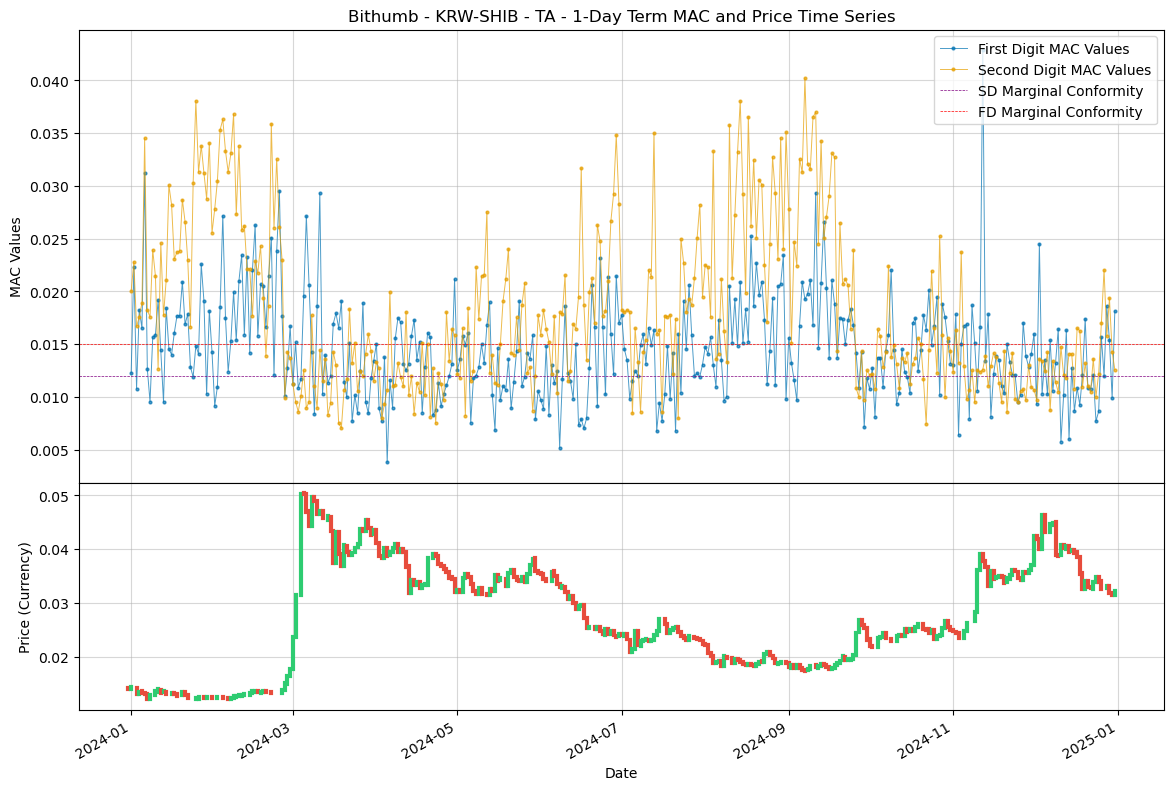 Bithumb - KRW-SHIB - TA - 1-Day Term MAC and Price Time Series
First Digit MAC Values
Second Digit MAC Values
SD Marginal Conformity
FD Marginal Conformity
MAC Values
0.040
0.035
0.030
0.025
0.020
0.015
0.010
0.005
Price (Currency)
0.05
0.04
0.03
0.02
2024-01
2024-03
2024-05
2024-07
2024-09
2024-11
2025-01
Date